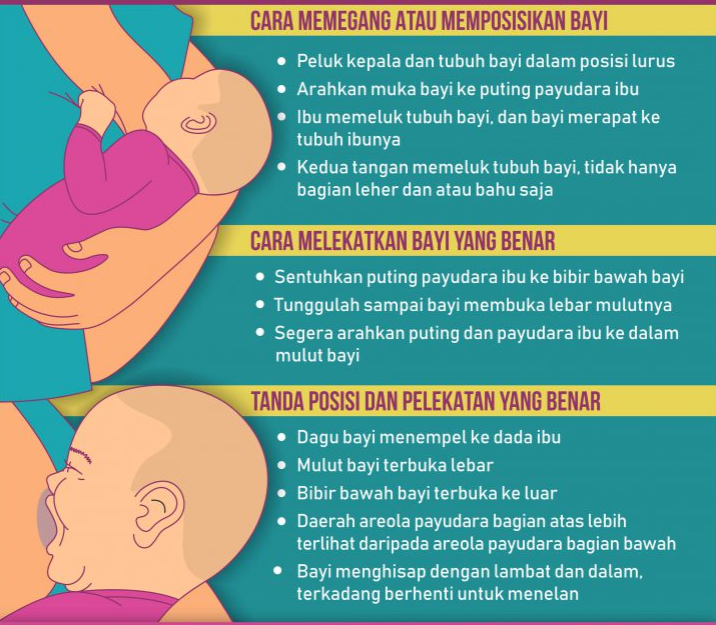 CARA MEMEGANG ATAU MEMPOSISIKAN BAYI
• Peluk kepala dan tubuh bayi dalam posisi lurus
• Arahkan muka bayi ke puting payudara ibu
• Ibu memeluk tubuh bayi, dan bayi merapat ke
tubuh ibunya
• Kedua tangan memeluk tubuh bayi, tidak hanya
bagian leher dan atau bahu saja
CARA MELEKATKAN BAYI YANG BENAR
• Sentuhkan puting payudara ibu ke bibir bawah bayi
• Tunggulah sampai bayi membuka lebar mulutnya
• Segera arahkan puting dan payudara ibu ke dalam
mulut bayi
TANDA POSISI DAN PELEKATAN YANG BENAR
• Dagu bayi menempel ke dada ibu
• Mulut bayi terbuka lebar
• Bibir bawah bayi terbuka ke luar
• Daerah areola payudara bagian atas lebih
terlihat daripada areola payudara bagian bawah
• Bayi menghisap dengan lambat dan dalam,
terkadang berhenti untuk menelan